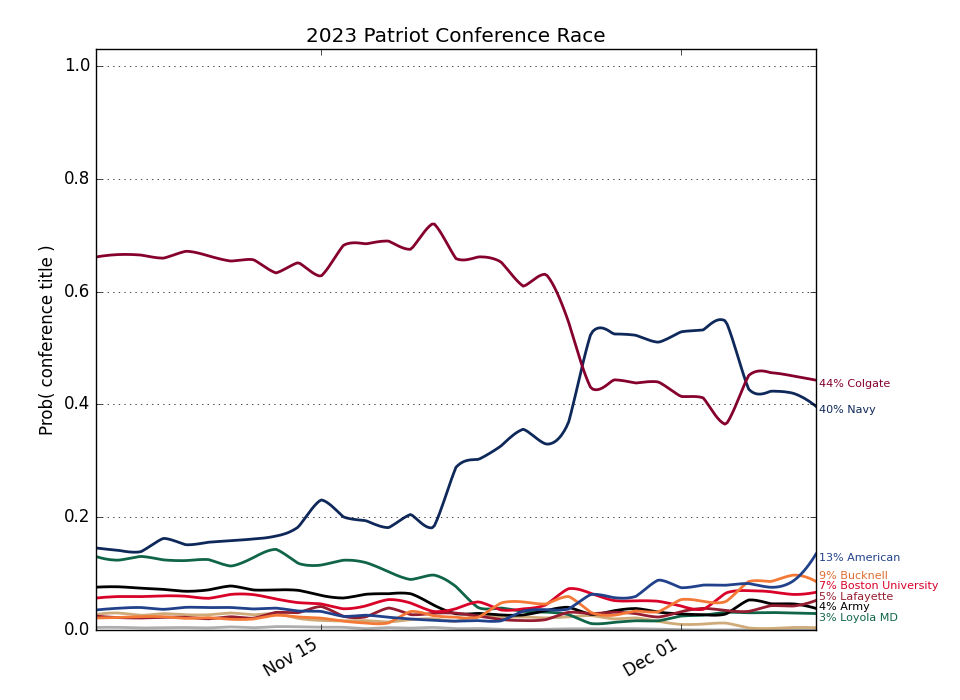 2023 Patriot Conference Race
Prob( conference title )
1.0
0.8
0.6
0.4
0.2
0.0
Nov 15
Dec 01
44% Colgate
40% Navy
13% American
9% Bucknell
7% Boston University
5% Lafayette
4% Army
3% Loyola MD